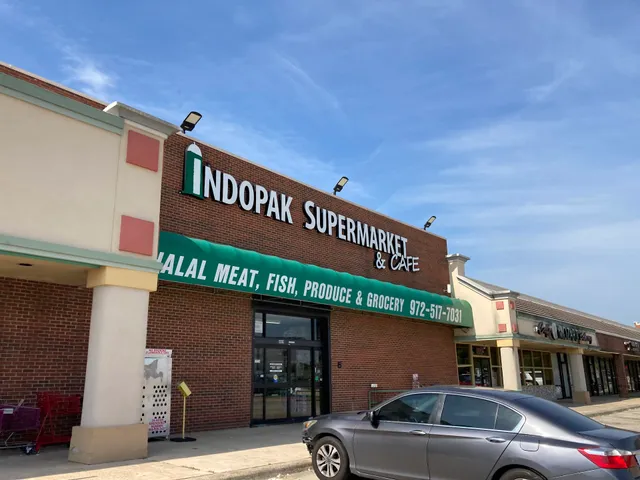 INDOPAK SUPERMARKET
& CAFE
HALAL MEAT, FISH, PRODUCE & GROCERY 972-517-7031